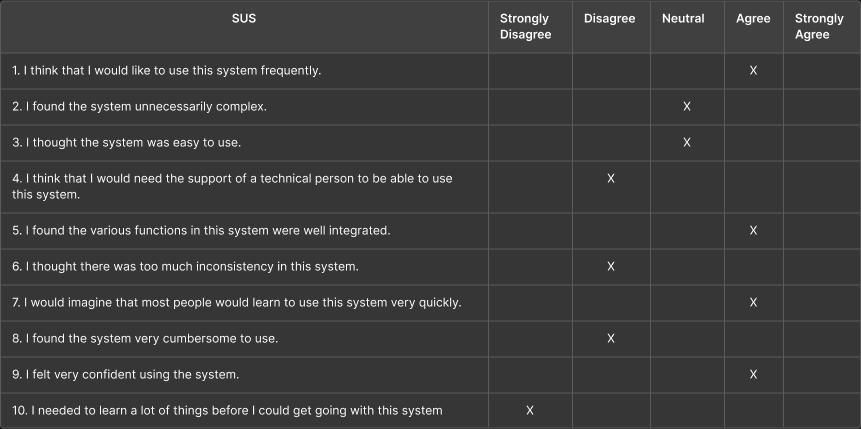 SUS Strongly Disagree Disagree Neutral Agree Strongly Agree
1. I think that I would like to use this system frequently. X
2. I found the system unnecessarily complex. X
3. I thought the system was easy to use. X
4. I think that I would need the support of a technical person to be able to use X
this system.
5. I found the various functions in this system were well integrated. X
6. I thought there was too much inconsistency in this system. X
7. I would imagine that most people would learn to use this system very quickly. X
8. I found the system very cumbersome to use. X
9. I felt very confident using the system. X
10. I needed to learn a lot of things before I could get going with this system X